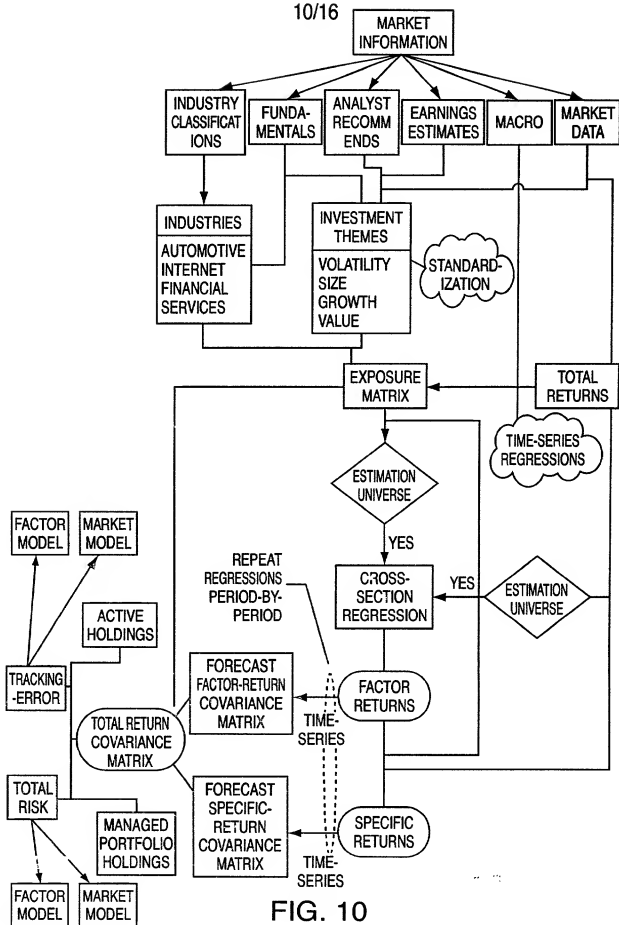 10/16
MARKET
INFORMATION
INDUSTRY
CLASSIFICAT
IONS
FUNDA-
MENTALS
ANALYST
RECOMM
ENDS
EARNINGS
ESTIMATES
MACRO
MARKET
DATA
INDUSTRIES
AUTOMOTIVE
INTERNET
FINANCIAL
SERVICES
INVESTMENT
THEMES
VOLATILITY
SIZE
GROWTH
VALUE
STANDARD-
IZATION
EXPOSURE
MATRIX
TOTAL
RETURNS
TIME-SERIES
REGRESSIONS
ESTIMATION
UNIVERSE
YES
FACTOR
MODEL
MARKET
MODEL
REPEAT
REGRESSIONS
PERIOD-BY-
PERIOD
CROSS-
SECTION
REGRESSION
YES
ESTIMATION
UNIVERSE
ACTIVE
HOLDINGS
TRACKING
-ERROR
FORECAST
FACTOR-RETURN
COVARIANCE
MATRIX
TIME-
SERIES
FACTOR
RETURNS
TOTAL RETURN
COVARIANCE
MATRIX
TOTAL
RISK
MANAGED
PORTFOLIO
HOLDINGS
FORECAST
SPECIFIC-
RETURN
COVARIANCE
MATRIX
TIME-
SERIES
SPECIFIC
RETURNS
FACTOR
MODEL
MARKET
MODEL
FIG. 10